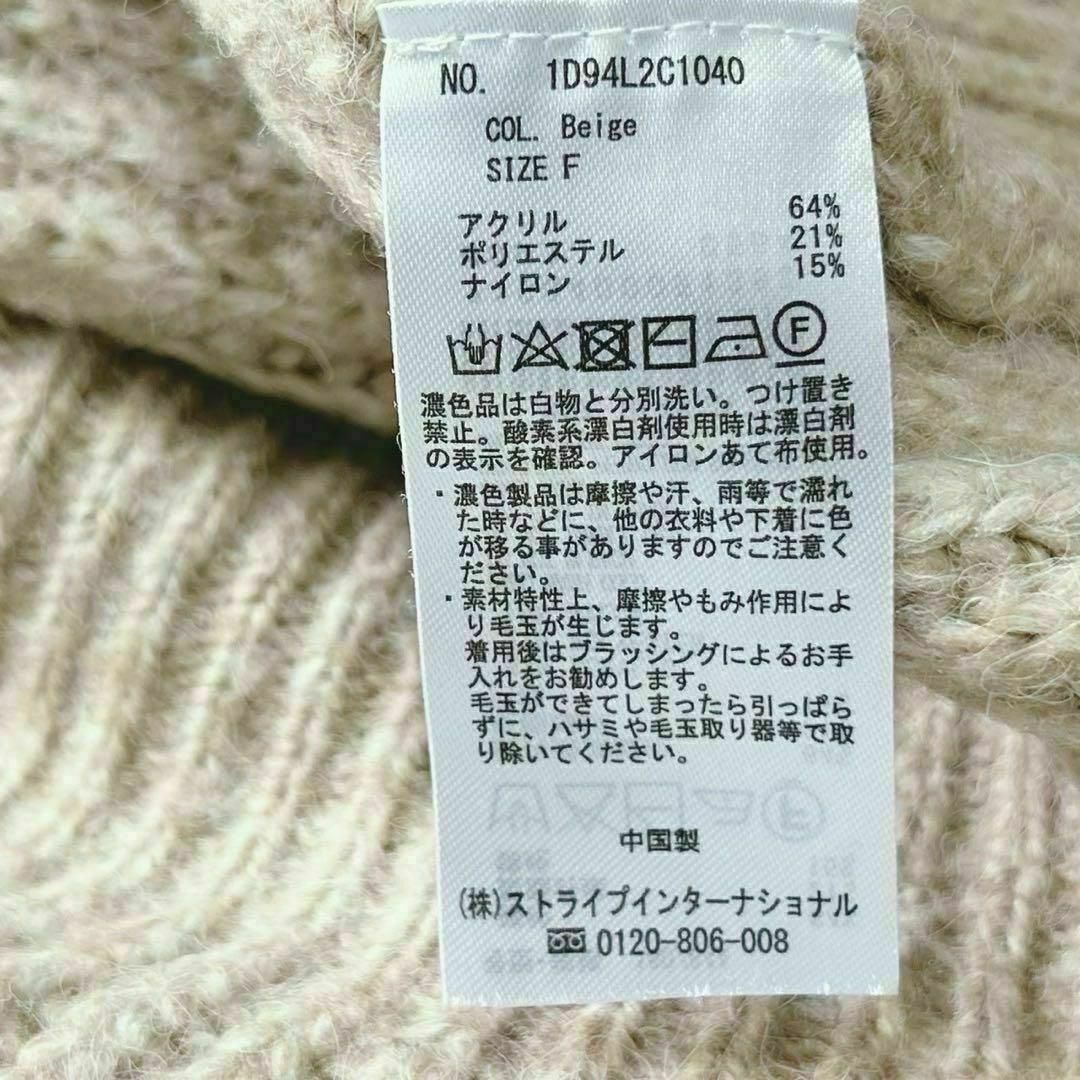 NO. 1D94L2C1040
COL. Beige
SIZE F
アクリル 64%
ポリエステル 21%
ナイロン 15%
F
濃色品は白物と分別洗い。つけ置き
禁止。酸素系漂白剤使用時は漂白剤
の表示を確認。アイロンあて布使用。
・濃色製品は摩擦や汗、雨等で濡れ
た時などに、他の衣料や下着に色
が移る事がありますのでご注意く
ださい。
・素材特性上、摩擦やもみ作用によ
り毛玉が生じます。
着用後はブラッシングによるお手
入れをお勧めします。
毛玉ができてしまったら引っぱら
ずに、ハサミや毛玉取り器等で取
り除いてください。
中国製
(株)ストライプインターナショナル
0120-806-008